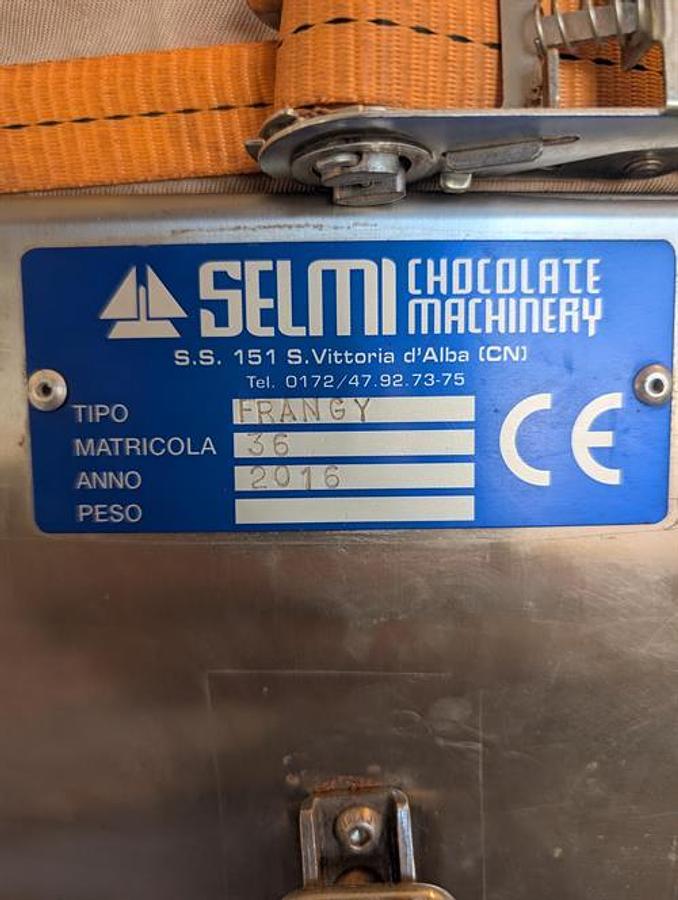 SELMI CHOCOLATE MACHINERY
S.S. 151 S.Vittoria d'Alba (CN)
Tel. 0172/47.92.73-75
TIPO FRANGY
MATRICOLA 36
ANNO 2016
PESO
CE